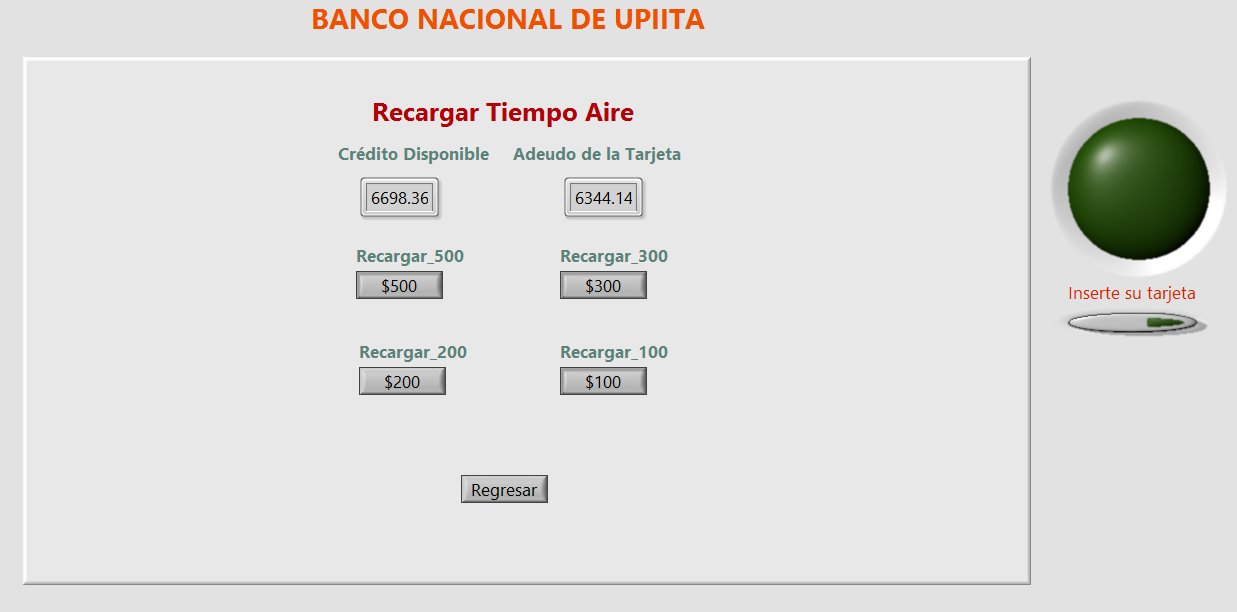 BANCO NACIONAL DE UPIITA
Recargar Tiempo Aire
Crédito Disponible Adeudo de la Tarjeta
6698.36 6344.14
Recargar_500 Recargar_300
$500 $300
Recargar_200 Recargar_100
$200 $100
Regresar
Inserte su tarjeta